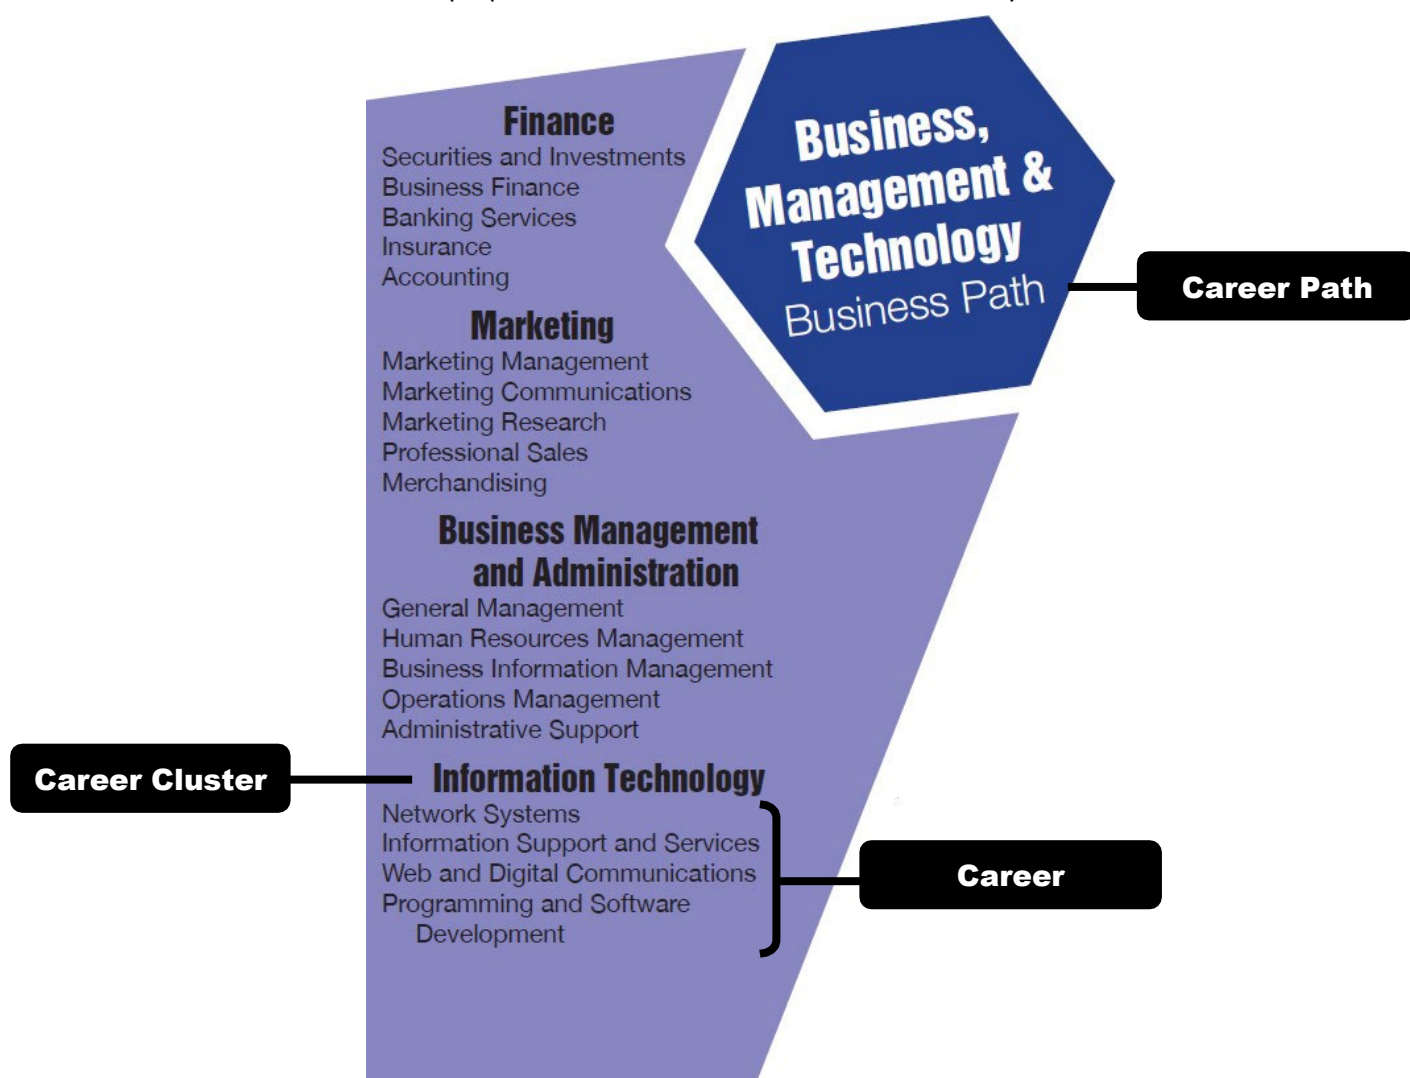 Finance
Securities and Investments
Business Finance
Banking Services
Insurance
Accounting
Marketing
Marketing Management
Marketing Communications
Marketing Research
Professional Sales
Merchandising
Business Management
and Administration
General Management
Human Resources Management
Business Information Management
Operations Management
Administrative Support
Information Technology
Network Systems
Information Support and Services
Web and Digital Communications
Programming and Software
Development
Business,
Management &
Technology
Business Path
Career Path
Career Cluster
Career